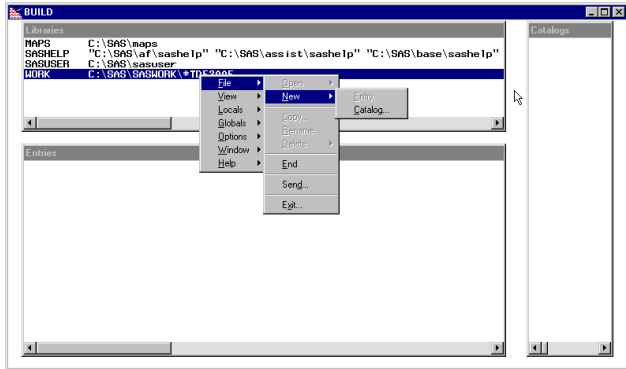 BUILD
Libraries
Catalogs
MAPS C:\SAS\maps
SASHELP "C:\SAS\af\sashelp" "C:\SAS\assist\sashelp" "C:\SAS\base\sashelp"
SASUSER C:\SAS\sasuser
WORK C:\SAS\SASWORK\
File
View
Locals
Globals
Options
Window
Help
Open
New
Copy...
Rename...
Delete
End
Send...
Exit...
Entry...
Catalog...
Entries